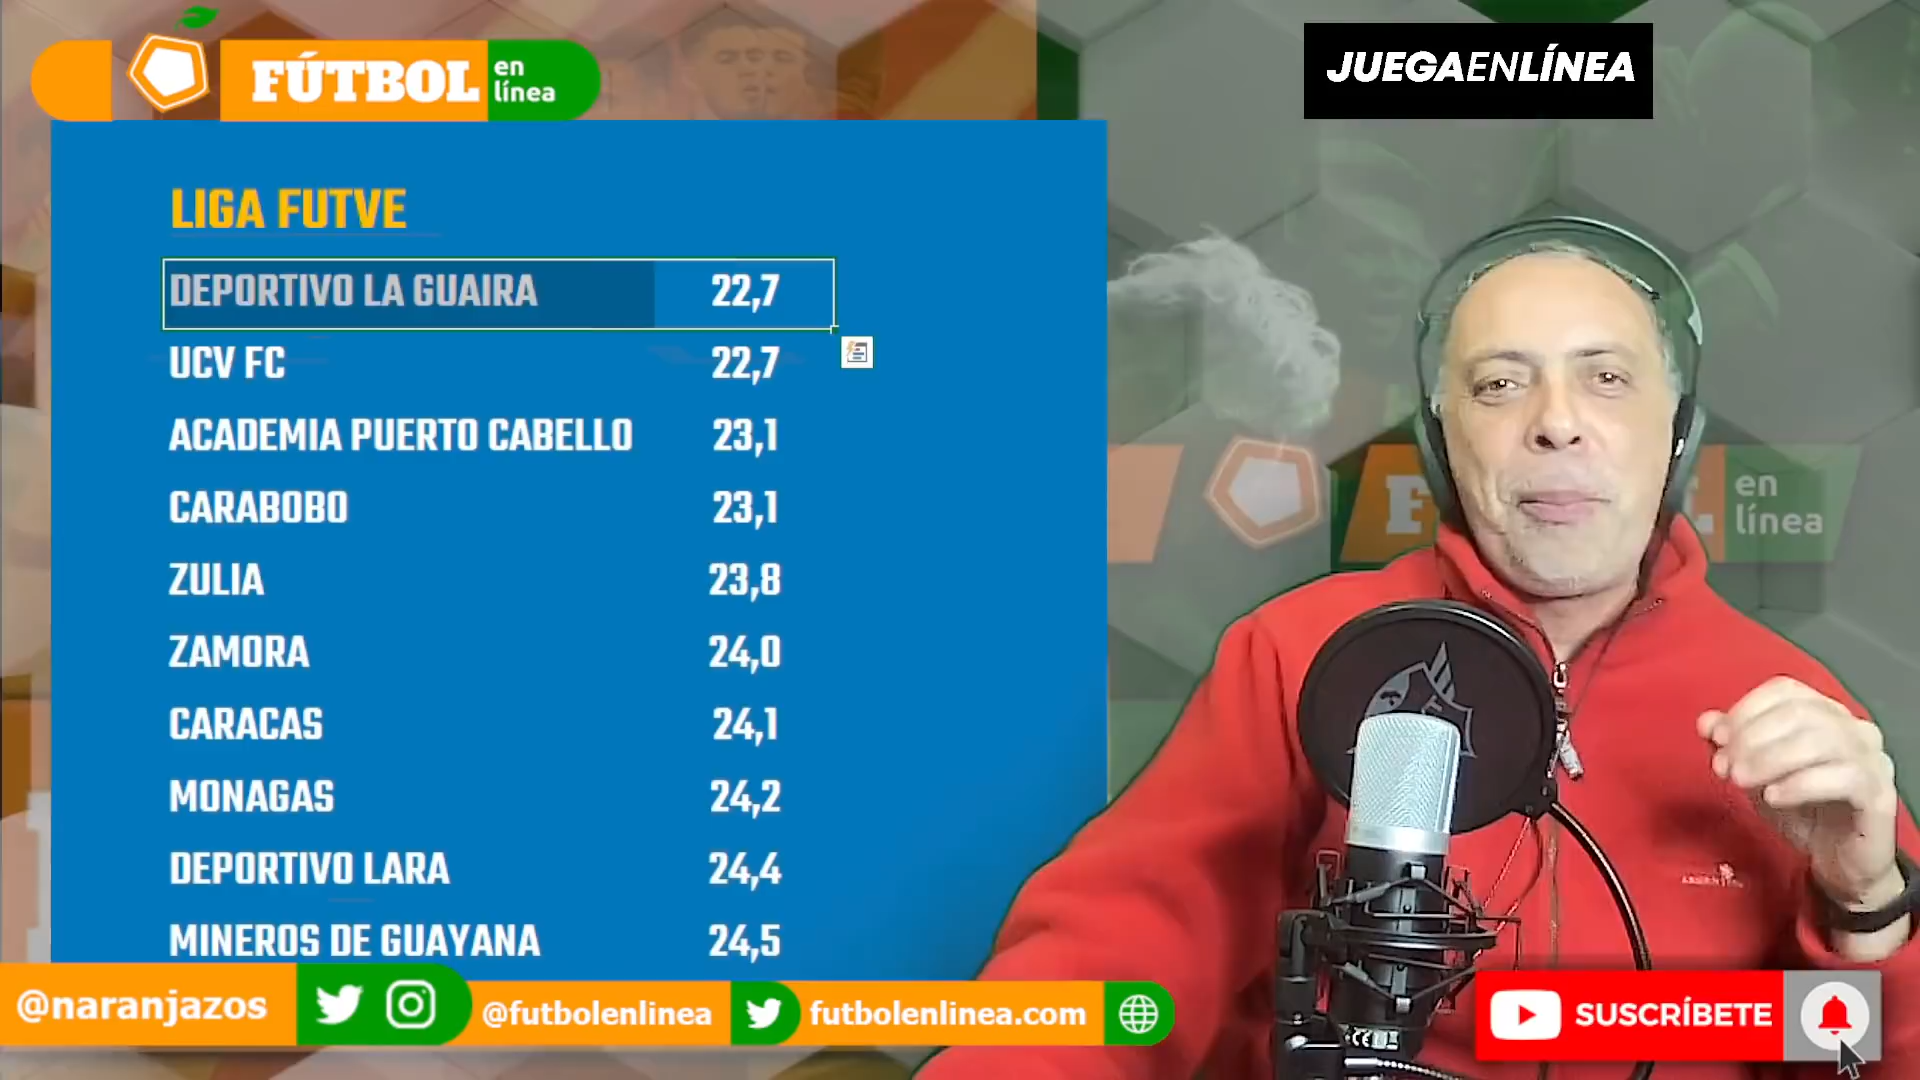 FÚTBOL en línea
JUEGAENLÍNEA
LIGA FUTVE
DEPORTIVO LA GUAIRA 22,7
UCV FC 22,7
ACADEMIA PUERTO CABELLO 23,1
CARABOBO 23,1
ZULIA 23,8
ZAMORA 24,0
CARACAS 24,1
MONAGAS 24,2
DEPORTIVO LARA 24,4
MINEROS DE GUAYANA 24,5
en
línea
@naranjazos
@futbolenlinea
futbolenlinea.com
SUSCRÍBETE